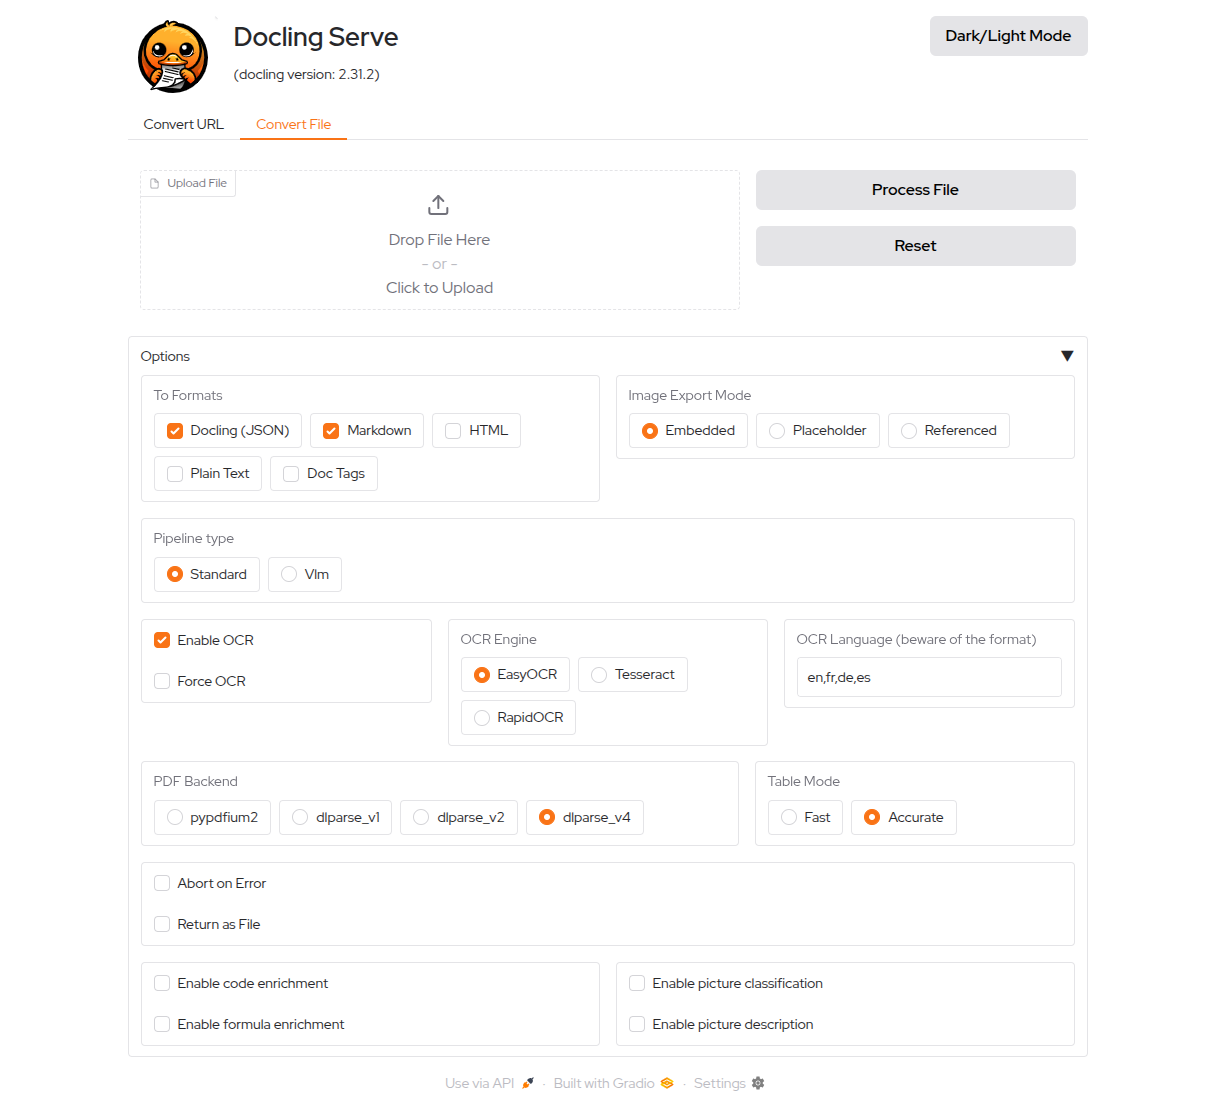 Docling Serve
(docling version: 2.31.2)
Dark/Light Mode
Convert URL
Convert File
Upload File
Drop File Here
- or -
Click to Upload
Process File
Reset
Options
To Formats
Docling (JSON)
Markdown
HTML
Plain Text
Doc Tags
Image Export Mode
Embedded
Placeholder
Referenced
Pipeline type
Standard
Vlm
Enable OCR
Force OCR
OCR Engine
EasyOCR
Tesseract
RapidOCR
OCR Language (beware of the format)
en,fr,de,es
PDF Backend
pypdfium2
dlparse_v1
dlparse_v2
dlparse_v4
Table Mode
Fast
Accurate
Abort on Error
Return as File
Enable code enrichment
Enable formula enrichment
Enable picture classification
Enable picture description
Use via API · Built with Gradio · Settings